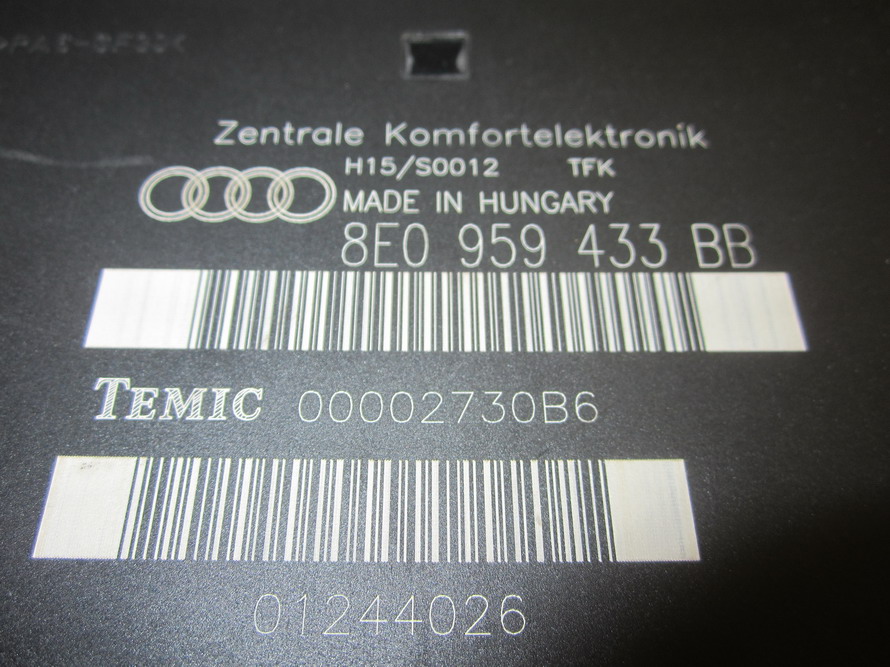 Zentrale Komfortelektronik
H15/S0012 TFK
MADE IN HUNGARY
8E0 959 433 BB
TEMIC 00002730B6
01244026